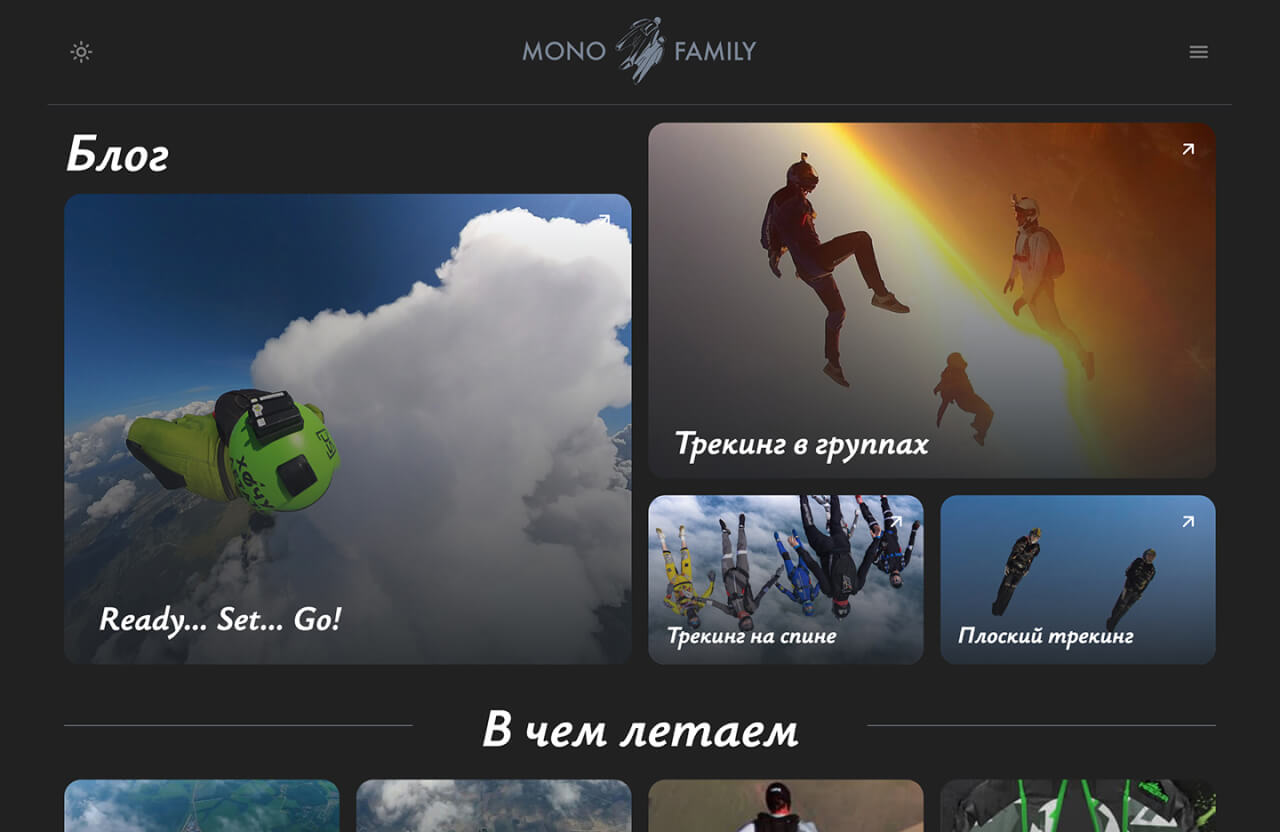 MONO FAMILY
Блог
Ready... Set... Go!
Трекинг в группах
Трекинг на спине
Плоский трекинг
В чем летаем